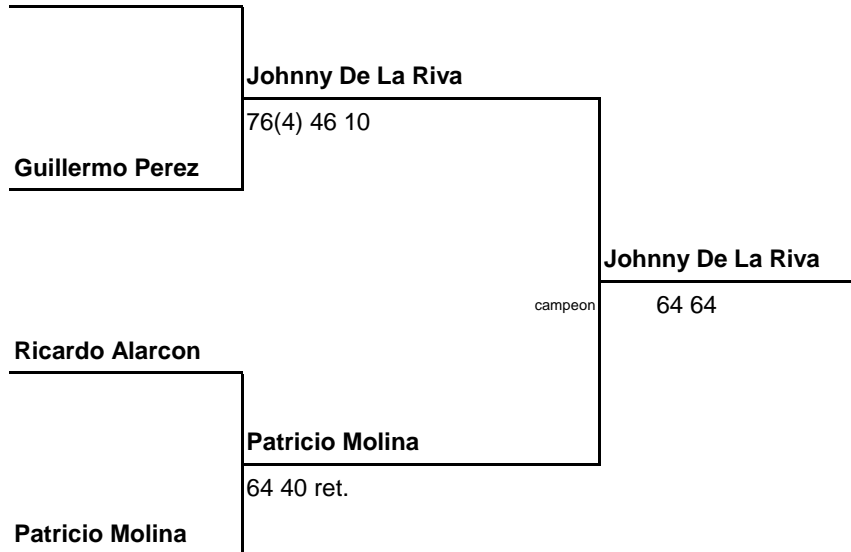 Johnny De La Riva
76(4) 46 10
Guillermo Perez
Johnny De La Riva
campeon 64 64
Ricardo Alarcon
Patricio Molina
64 40 ret.
Patricio Molina